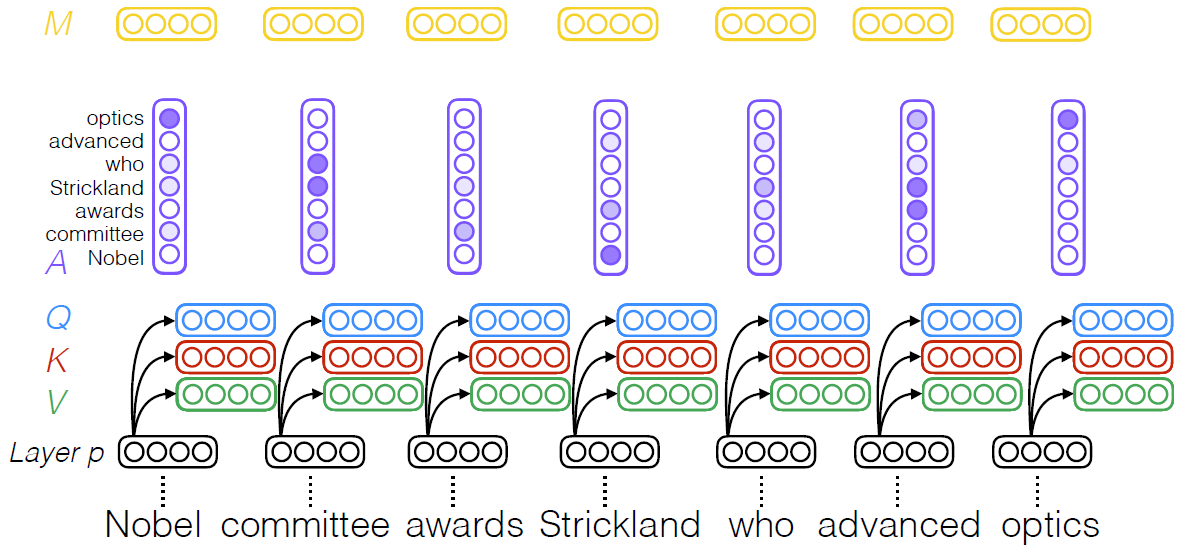 M
optics
advanced
who
Strickland
awards
committee
A Nobel
Q
K
V
Layer p
Nobel committee awards Strickland who advanced optics